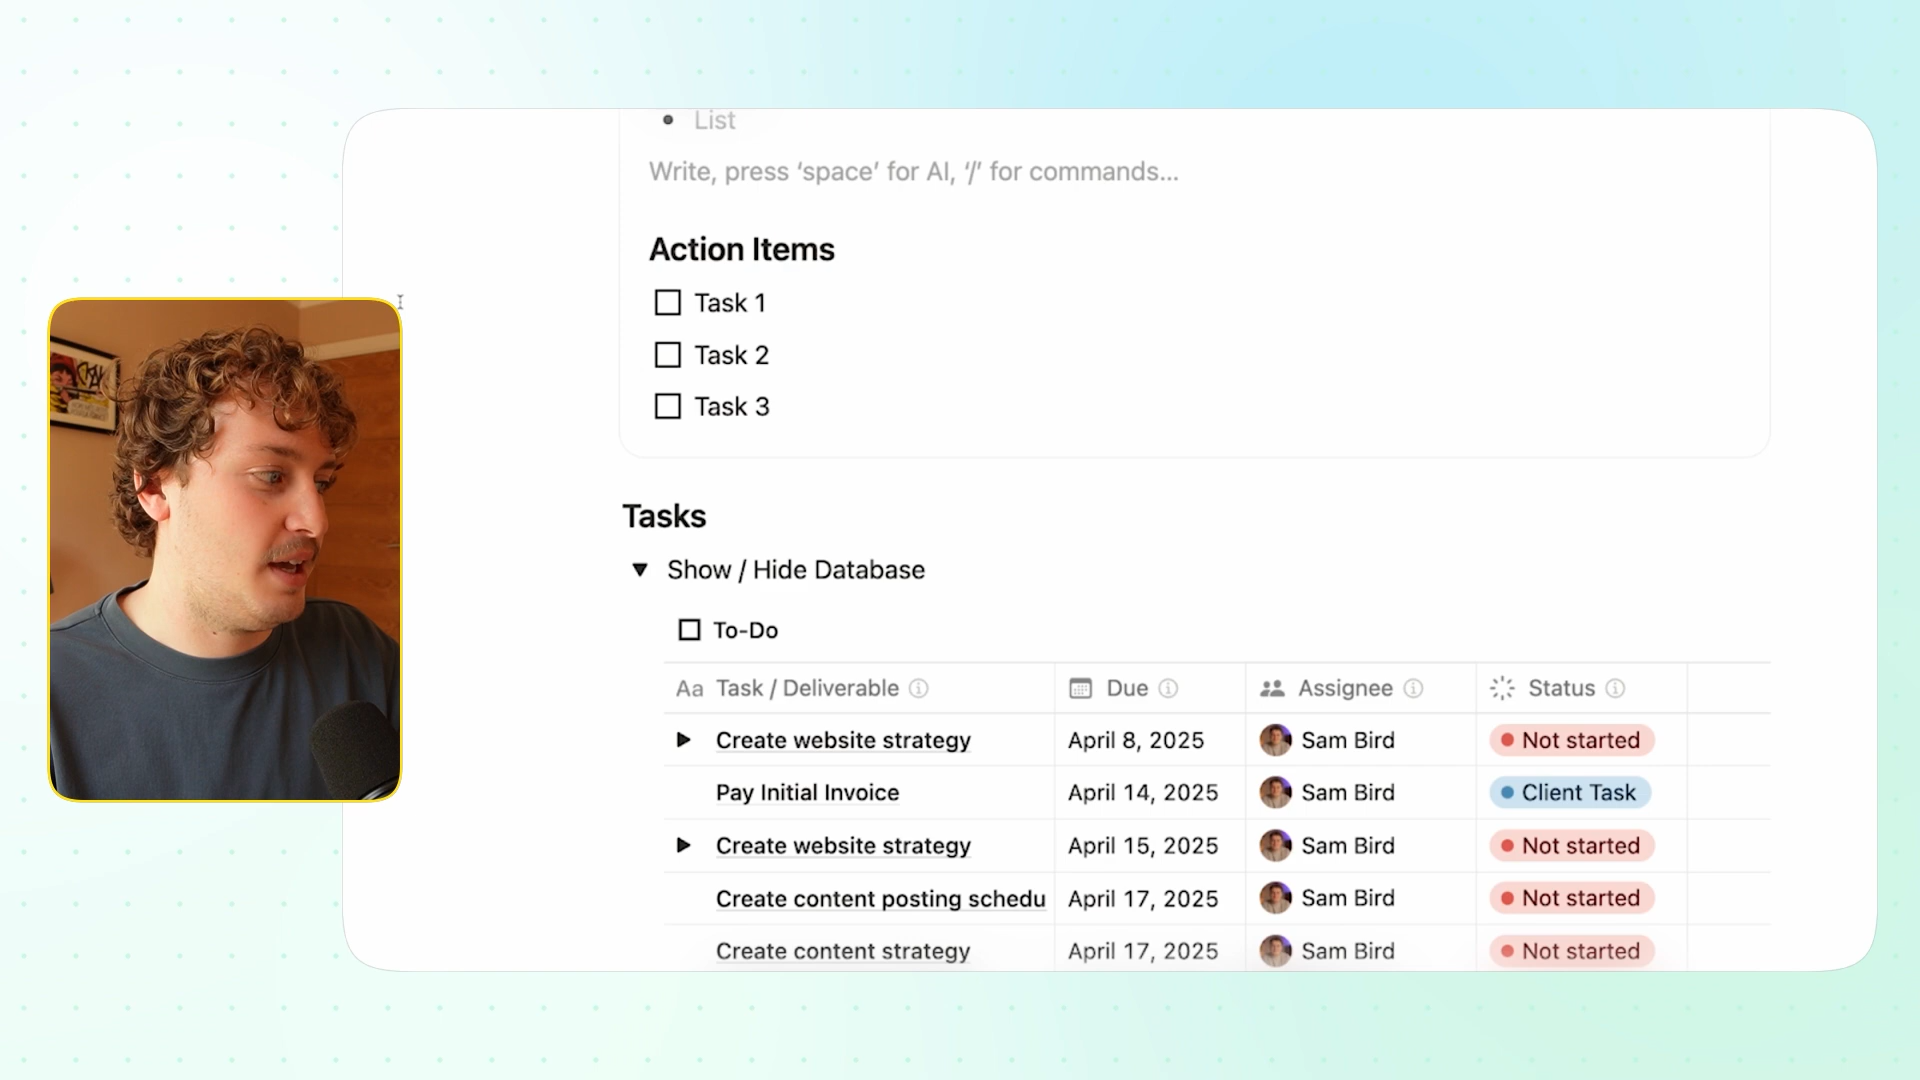 List
Write, press ‘space’ for AI, ‘/’ for commands...
Action Items
Task 1
Task 2
Task 3
Tasks
Show / Hide Database
To-Do
Aa Task / Deliverable Due Assignee Status
Create website strategy April 8, 2025 Sam Bird Not started
Pay Initial Invoice April 14, 2025 Sam Bird Client Task
Create website strategy April 15, 2025 Sam Bird Not started
Create content posting schedu April 17, 2025 Sam Bird Not started
Create content strategy April 17, 2025 Sam Bird Not started